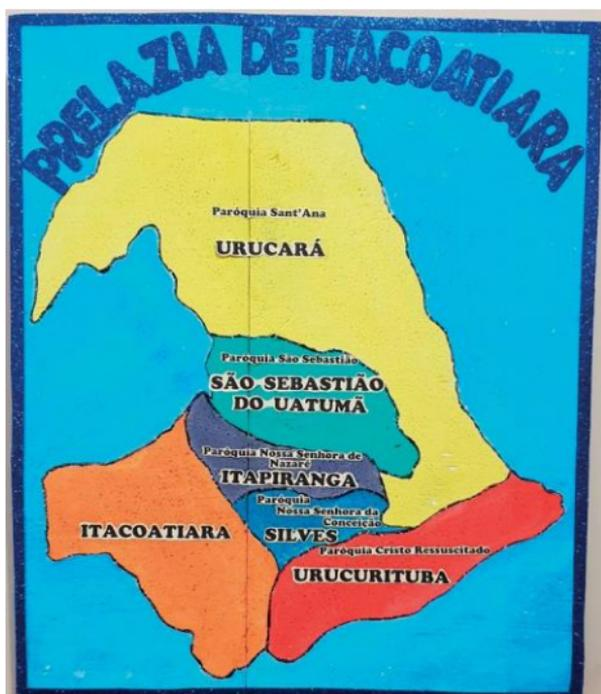 PRELAZIA DE ITACOATIARA
Paróquia Sant'Ana
URUCARÁ
Paróquia São Sebastião
SÃO SEBASTIÃO
DO UATUMÃ
Paróquia Nossa Senhora de
Nazaré
ITAPIRANGA
Paróquia
Nossa Senhora da
Conceição
SILVES
ITACOATIARA
Paróquia Cristo Ressuscitado
URUCURITUBA